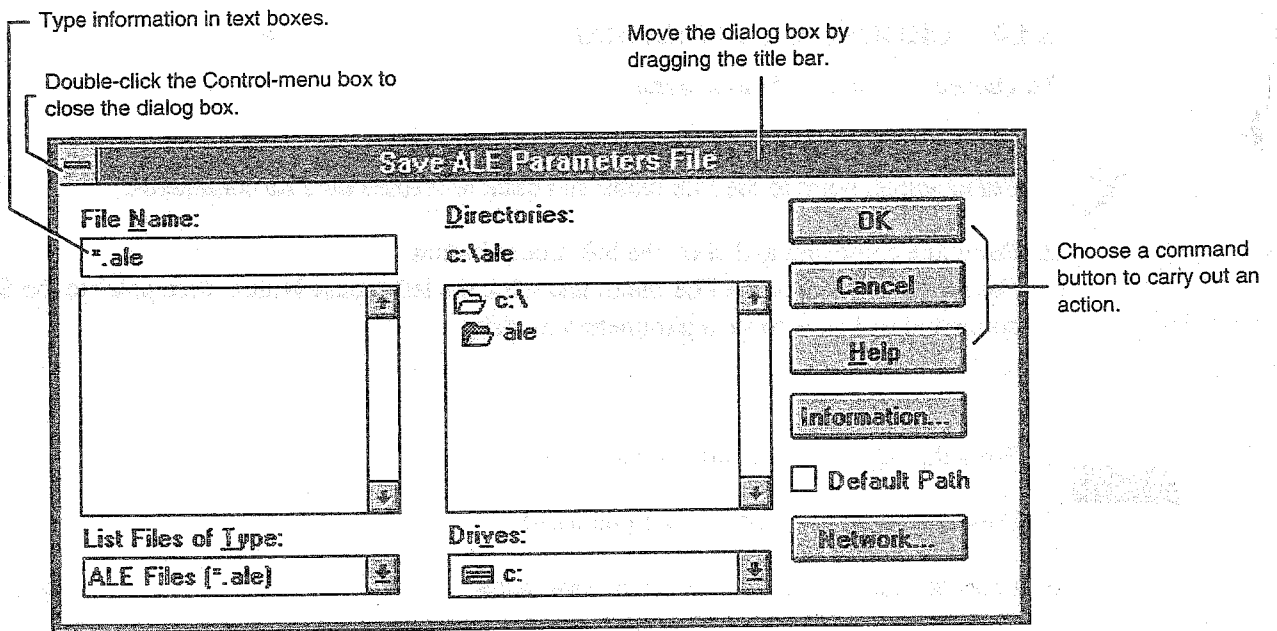 Type information in text boxes.
Move the dialog box by
dragging the title bar.
Double-click the Control-menu box to
close the dialog box.
Save ALE Parameters File
File Name:
*.ale
Directories:
c:\ale
c:\
ale
OK
Cancel
Help
Information...
Default Path
Network...
Choose a command
button to carry out an
action.
List Files of Type:
ALE Files (*.ale)
Drives:
c: